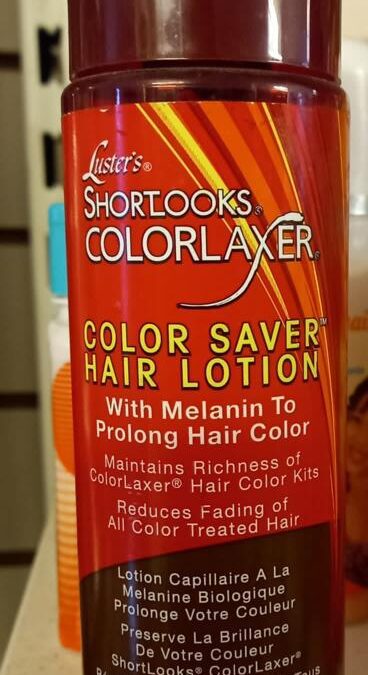 Luster's®
SHORTLOOKS®
COLORLAXER®
COLOR SAVER™
HAIR LOTION
With Melanin To
Prolong Hair Color
Maintains Richness of
ColorLaxer® Hair Color Kits
Reduces Fading of
All Color Treated Hair
Lotion Capillaire A La
Melanine Biologique
Prolonge Votre Couleur
Preserve La Brillance
De Votre Couleur
ShortLooks® ColorLaxer®
Tous